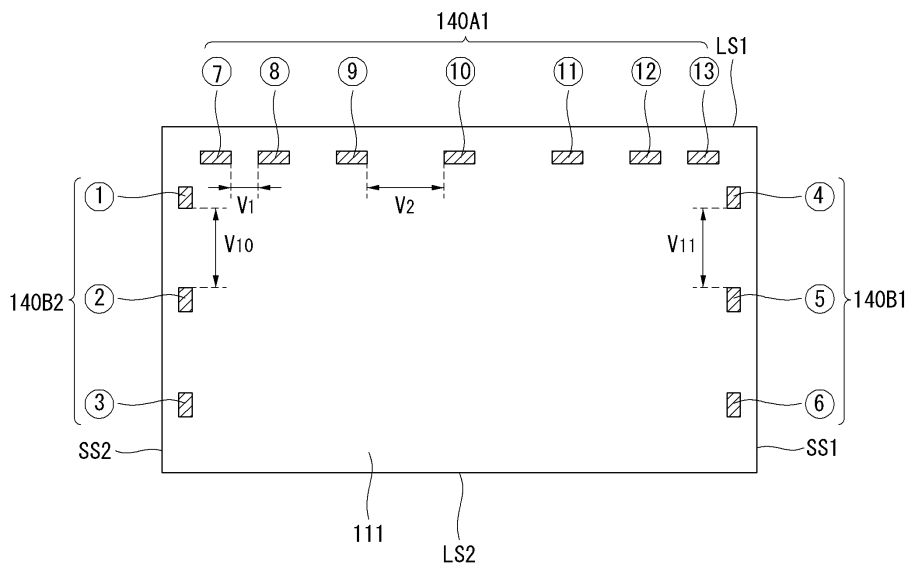 140A1
LS1
⑦ ⑧ ⑨ ⑩ ⑪ ⑫ ⑬
① V1 V2 ④
V10 V11
140B2 ② ⑤ 140B1
③ ⑥
SS2 SS1
111 LS2